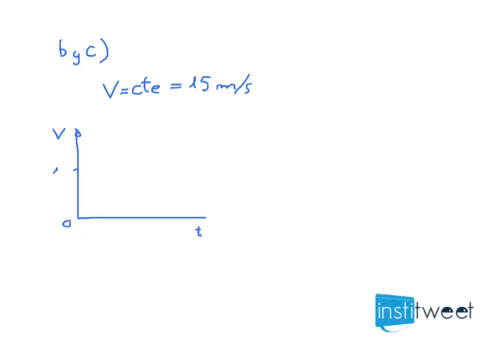 b y c)
V = cte = 15 m/s
V
0
t
institweet